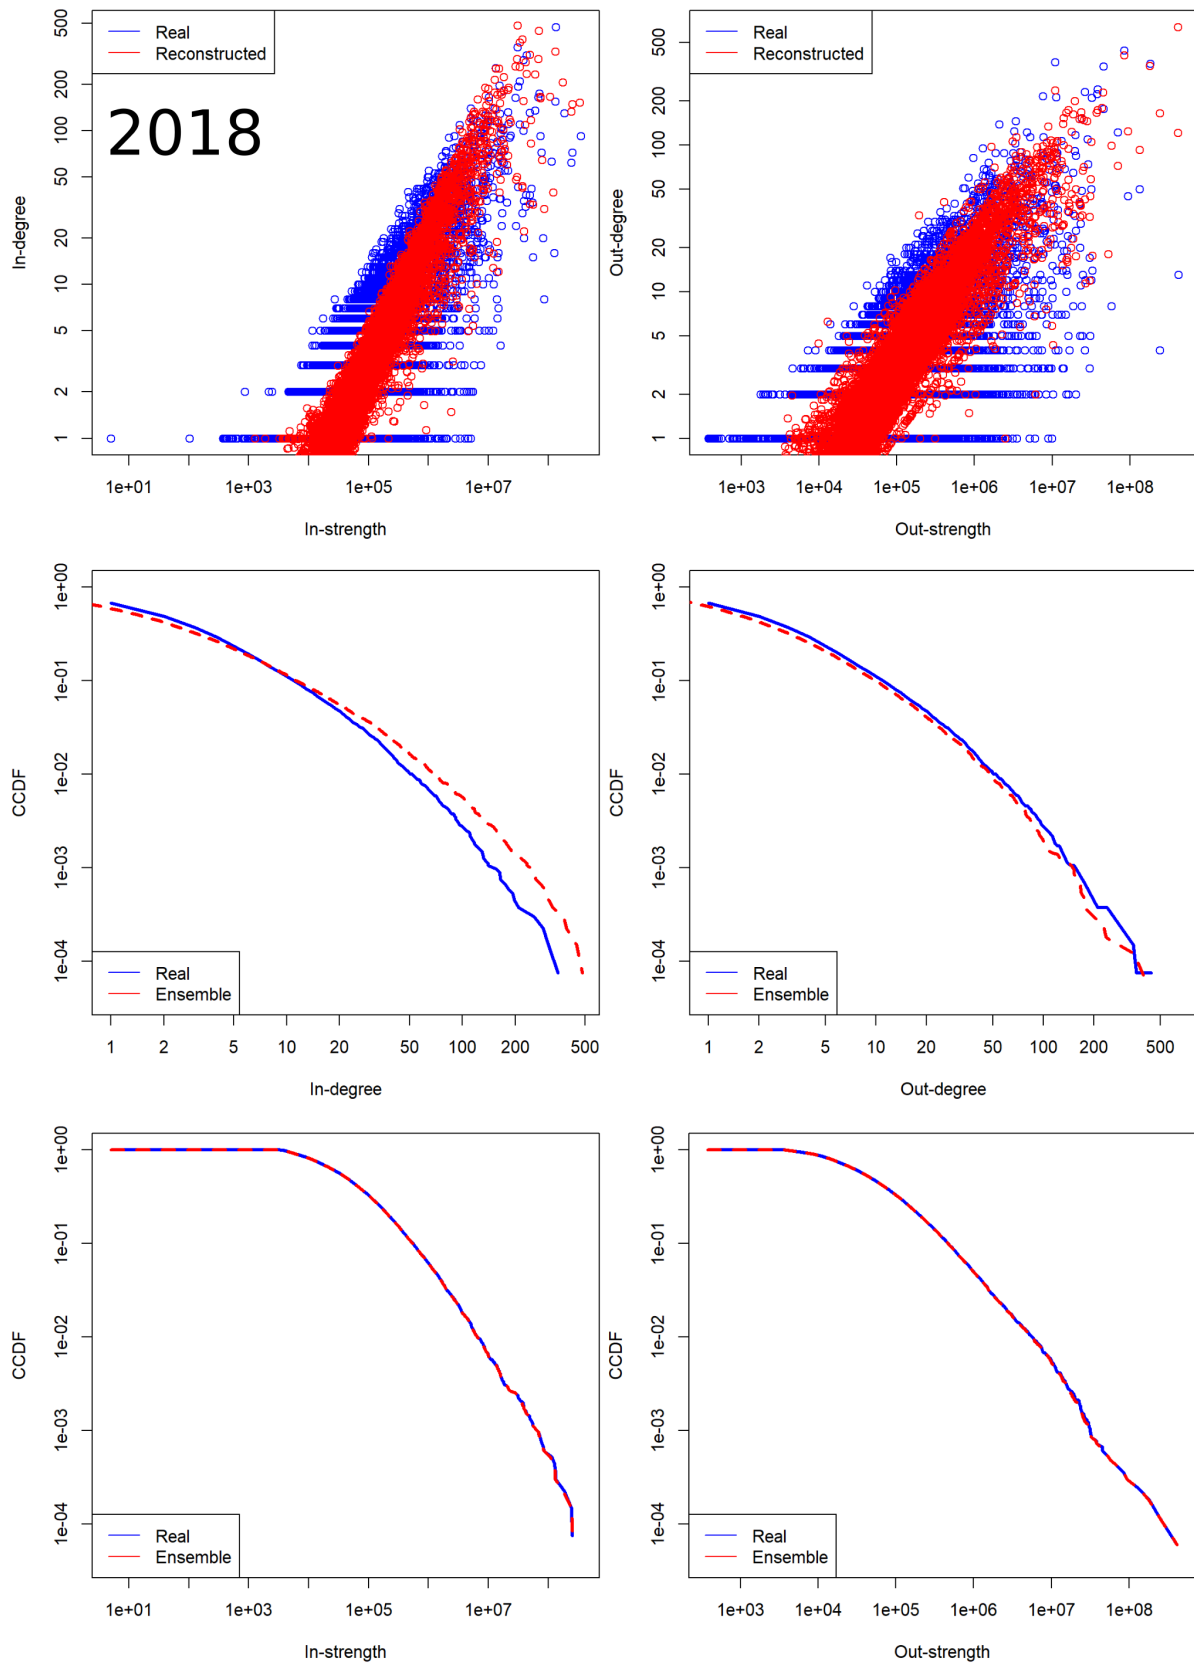 Real
Reconstructed
2018
In-degree
500
200
100
50
20
10
5
2
1
1e+01 1e+03 1e+05 1e+07
In-strength
Real
Reconstructed
Out-degree
500
200
100
50
20
10
5
2
1
1e+03 1e+04 1e+05 1e+06 1e+07 1e+08
Out-strength
CCDF
1e+00
1e-01
1e-02
1e-03
1e-04
Real
Ensemble
1 2 5 10 20 50 100 200 500
In-degree
CCDF
1e+00
1e-01
1e-02
1e-03
1e-04
Real
Ensemble
1 2 5 10 20 50 100 200 500
Out-degree
CCDF
1e+00
1e-01
1e-02
1e-03
1e-04
Real
Ensemble
1e+01 1e+03 1e+05 1e+07
In-strength
CCDF
1e+00
1e-01
1e-02
1e-03
1e-04
Real
Ensemble
1e+03 1e+04 1e+05 1e+06 1e+07 1e+08
Out-strength